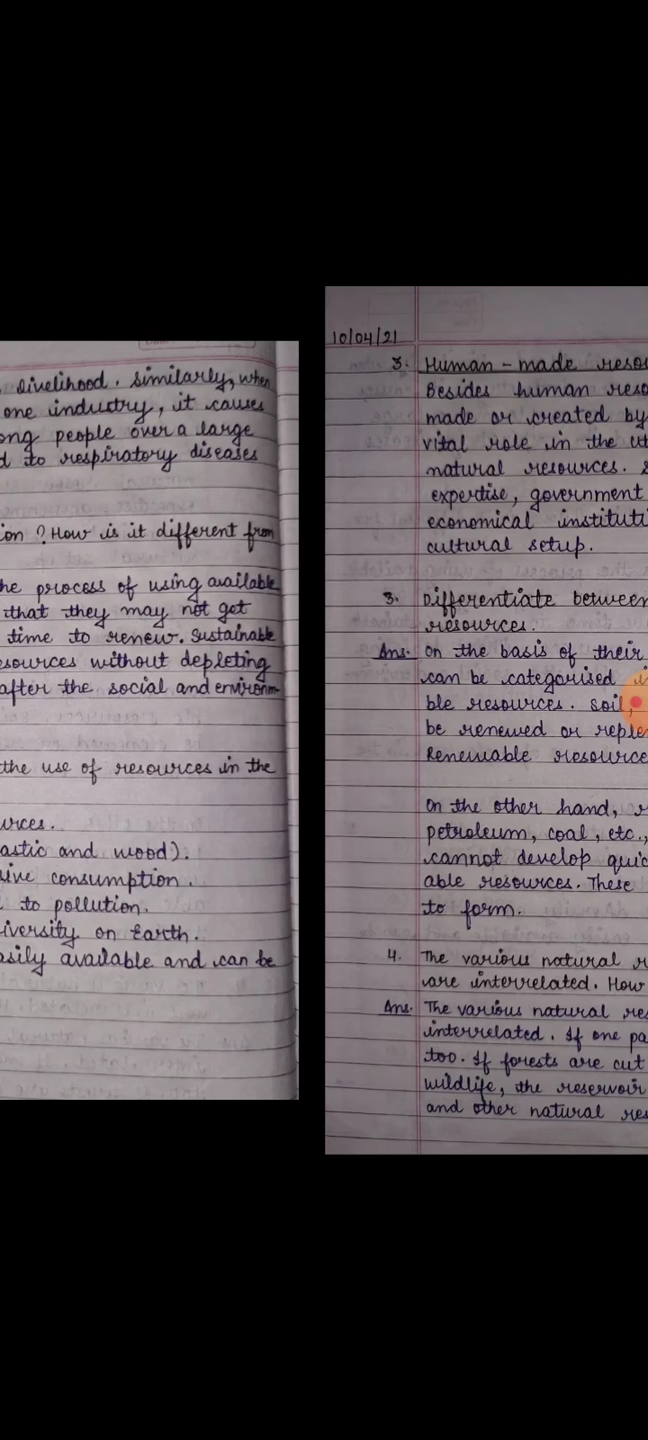 livelihood. Similarly, when
one industry, it causes
ong people over a large
d to respiratory diseases
ion ? How is it different from
he process of using available
that they may not get
time to renew. Sustainable
esources without depleting
after the social and environm
the use of resources in the
urces.
astic and wood).
sive consumption.
to pollution.
iversity on Earth.
asily available and can be
10/04/21
3. Human - made resou
Besides human reso
made or created by
vital role in the ut
natural resources. S
expertise, government
economical instituti
cultural setup.
3. Differentiate between
resources.
Ans. On the basis of their
can be categorised i
ble resources. Soil,
be renewed or reple
Renewable resource
On the other hand, r
petroleum, coal, etc.,
cannot develop quic
able resources. These
to form.
4. The various natural r
are interrelated. How
Ans. The various natural res
interrelated. If one pa
too. If forests are cut
wildlife, the reservoir
and other natural res